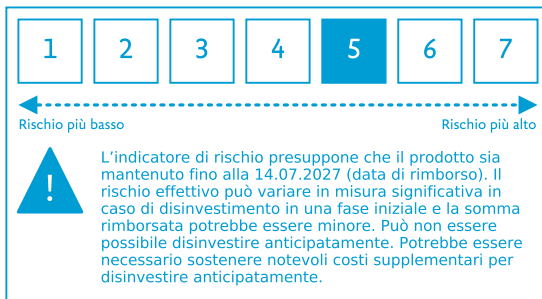 1 2 3 4 5 6 7
Rischio più basso Rischio più alto
!
L'indicatore di rischio presuppone che il prodotto sia
mantenuto fino alla 14.07.2027 (data di rimborso). Il
rischio effettivo può variare in misura significativa in
caso di disinvestimento in una fase iniziale e la somma
rimborsata potrebbe essere minore. Può non essere
possibile disinvestire anticipatamente. Potrebbe essere
necessario sostenere notevoli costi supplementari per
disinvestire anticipatamente.